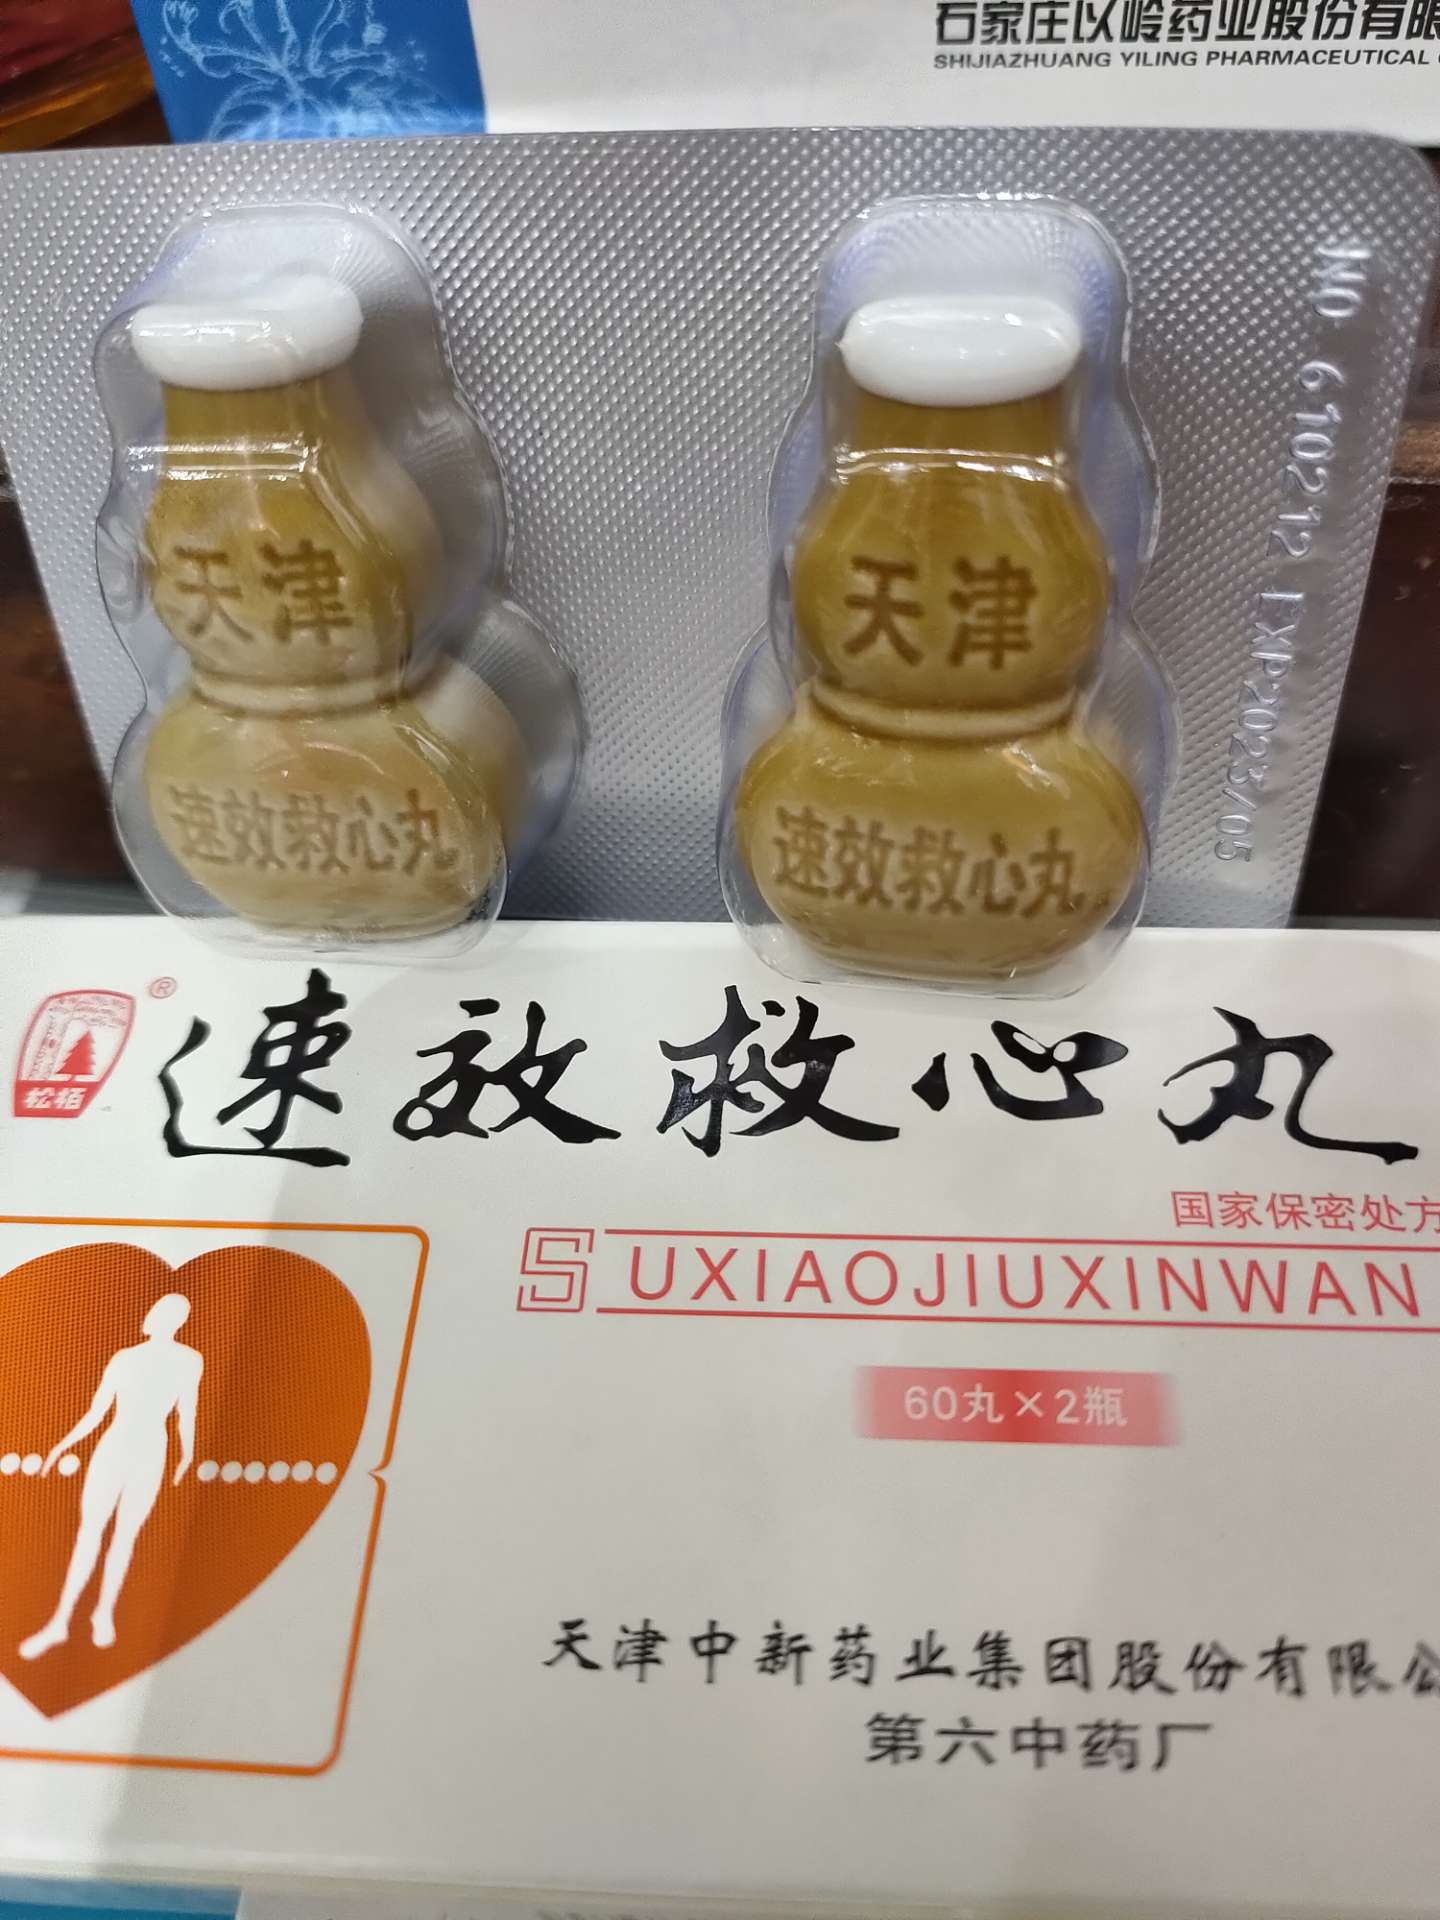 石家庄以岭药业股份有限
SHIJIAZHUANG YILING PHARMACEUTICAL
NO 610212 EXP2023/05
天津
速效救心丸
天津
速效救心丸
松栢
®
速效救心丸
国家保密处方
SUXIAOJIUXINWAN
60丸×2瓶
天津中新药业集团股份有限公
第六中药厂